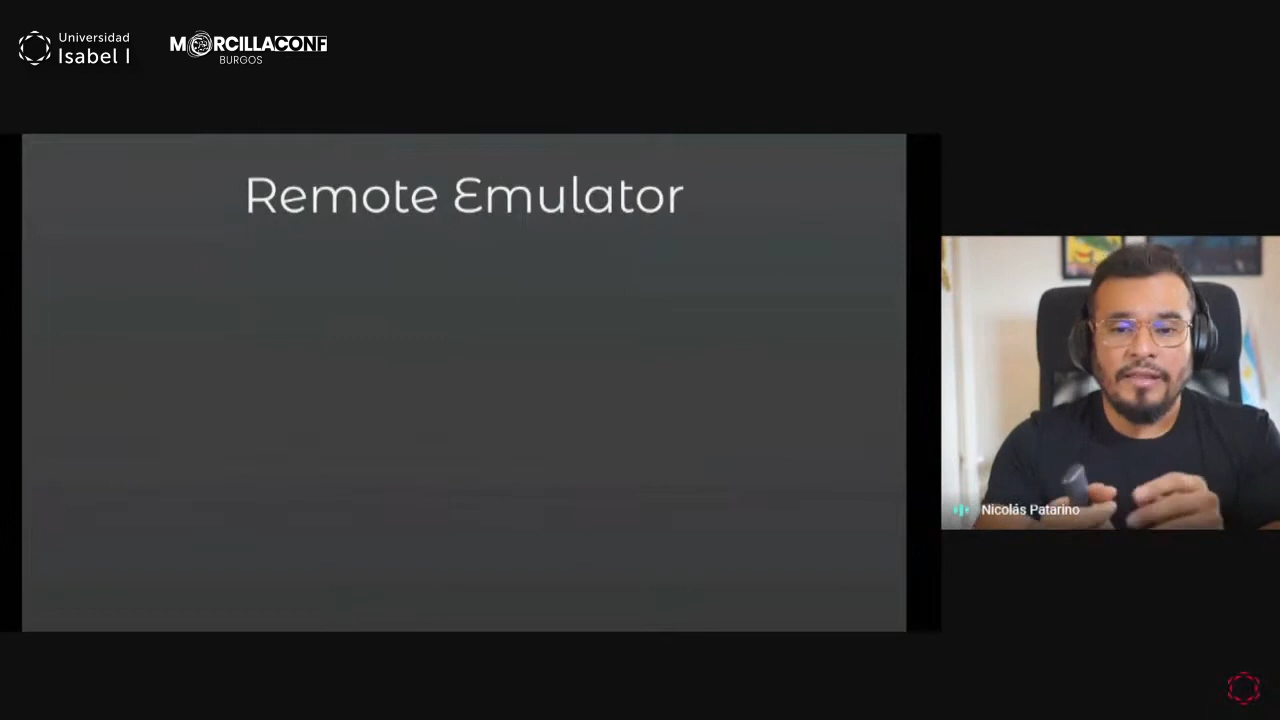 Universidad
Isabel I
MORCILLACONF
BURGOS
Remote Emulator
Nicolás Patarino